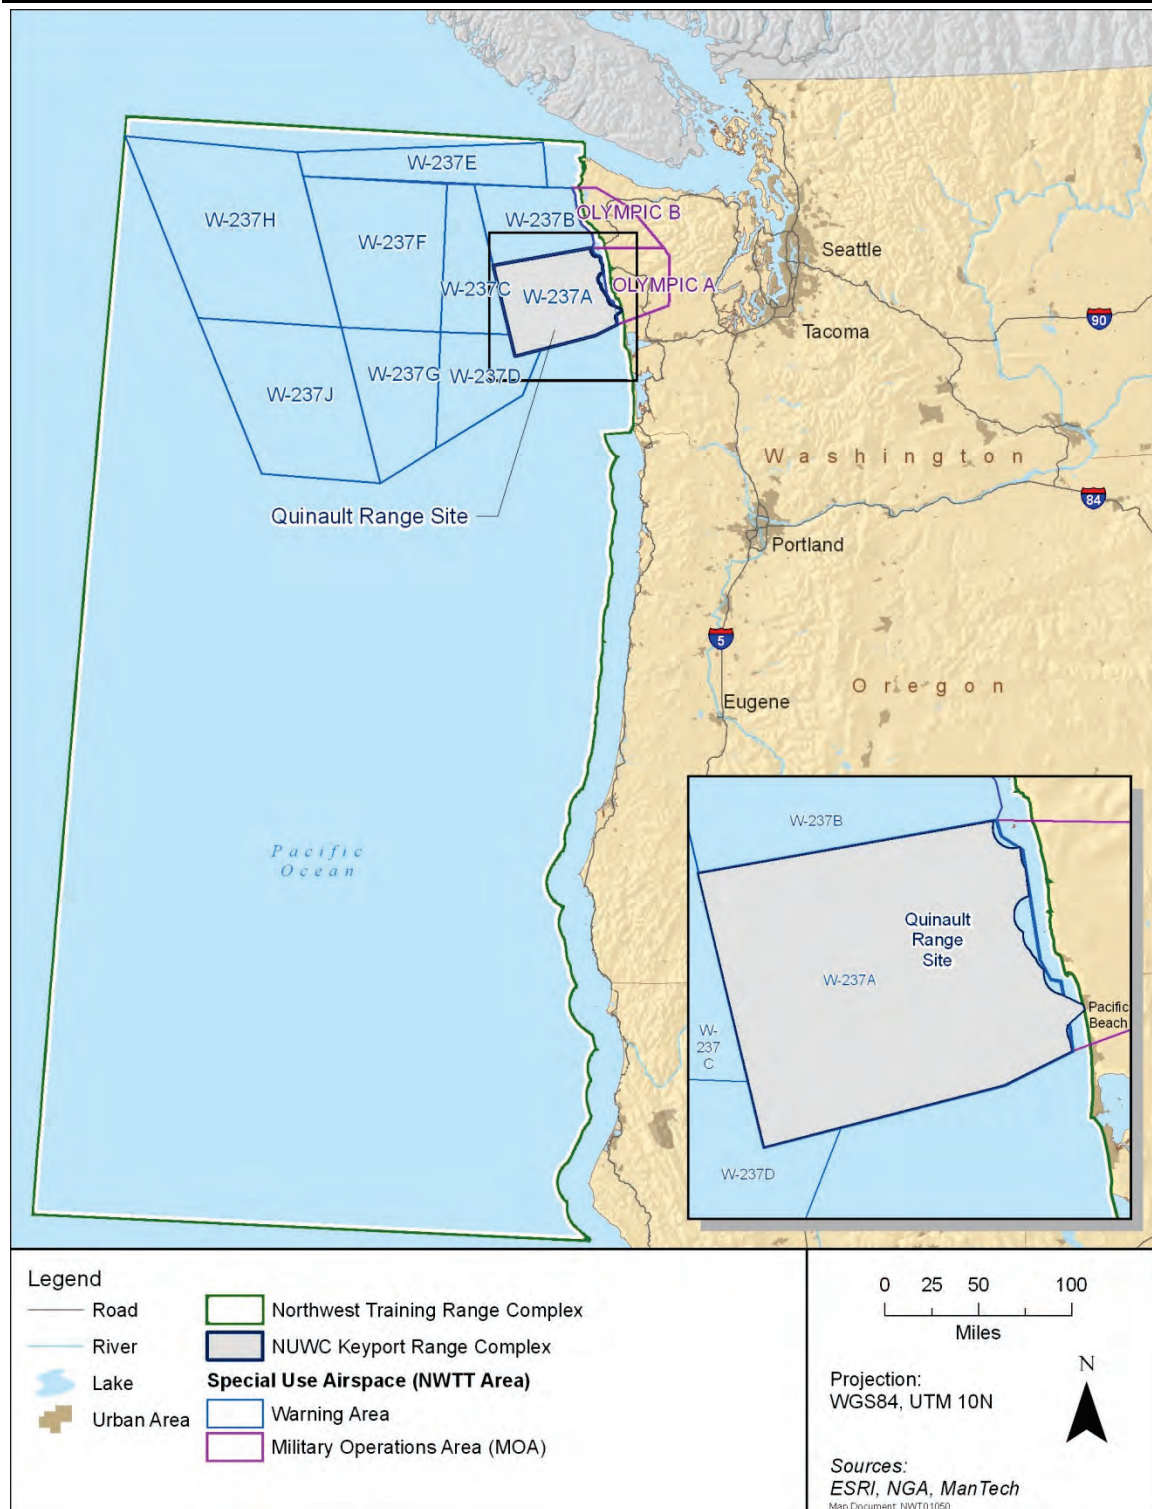 W-237E
W-237H
W-237B
OLYMPIC B
W-237F
Seattle
W-237C
W-237A
OLYMPIC A
90
Tacoma
W-237G
W-237D
W-237J
Washington
84
Quinault Range Site
Portland
5
Oregon
Eugene
Pacific
Ocean
W-237B
Quinault
Range
Site
W-237A
Pacific
Beach
W-
237
C
W-237D
Legend
Road
River
Lake
Urban Area
Northwest Training Range Complex
NUWC Keyport Range Complex
Special Use Airspace (NWTT Area)
Warning Area
Military Operations Area (MOA)
0 25 50 100
Miles
Projection:
WGS84, UTM 10N
N
Sources:
ESRI, NGA, ManTech
Map Document: NWT01050